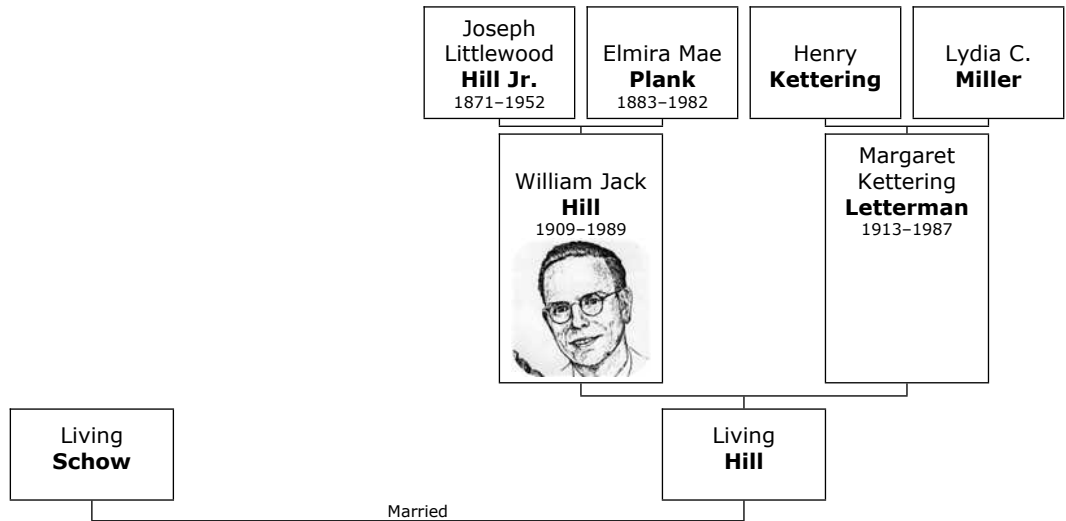 Joseph
Littlewood
Hill Jr.
1871–1952
Elmira Mae
Plank
1883–1982
Henry
Kettering
Lydia C.
Miller
William Jack
Hill
1909–1989
Margaret
Kettering
Letterman
1913–1987
Living
Schow
Living
Hill
Married